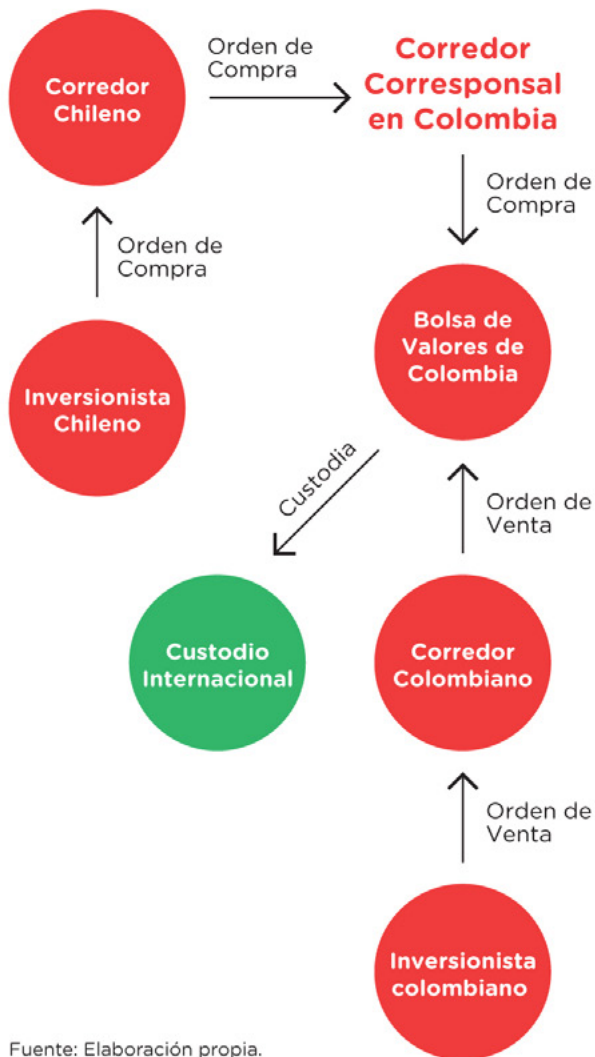 Corredor
Chileno
Orden de
Compra
Corredor
Corresponsal
en Colombia
Orden de
Compra
Orden de
Compra
Inversionista
Chileno
Bolsa de
Valores de
Colombia
Custodia
Orden de
Venta
Custodio
Internacional
Corredor
Colombiano
Orden de
Venta
Inversionista
colombiano
Fuente: Elaboración propia.